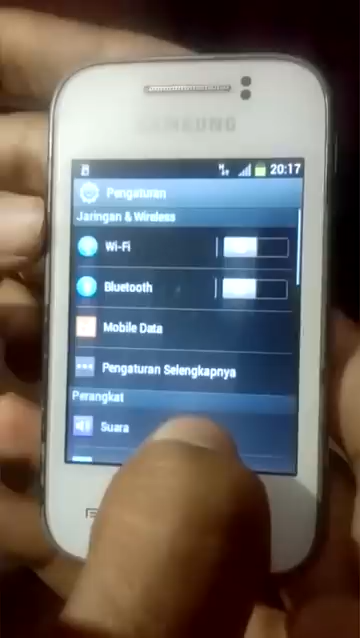 SAMSUNG
20:17
Pengaturan
Jaringan & Wireless
Wi-Fi
Bluetooth
Mobile Data
Pengaturan Selengkapnya
Perangkat
Suara